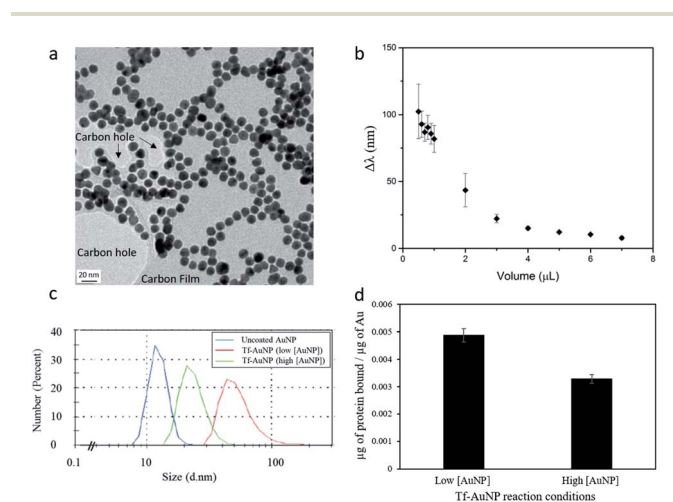 a
Carbon hole
Carbon hole
Carbon Film
20 nm
b
Δλ (nm)
150
100
50
0
0 2 4 6 8
Volume (µL)
c
Number (Percent)
40
30
20
10
0
Uncoated AuNP
Tf-AuNP (low [AuNP])
Tf-AuNP (high [AuNP])
0.1 10 100
Size (d.nm)
d
µg of protein bound / µg of Au
0.006
0.005
0.004
0.003
0.002
0.001
0
Low [AuNP] High [AuNP]
Tf-AuNP reaction conditions